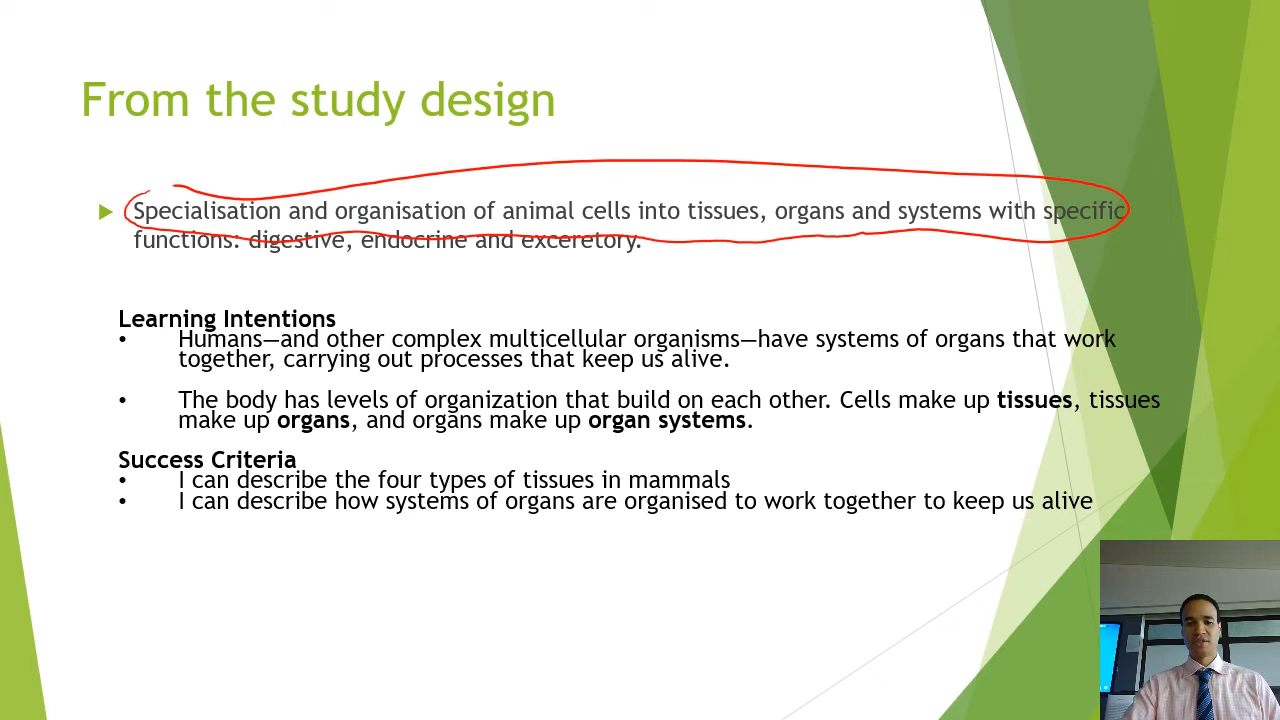 From the study design
Specialisation and organisation of animal cells into tissues, organs and systems with specific
functions: digestive, endocrine and exceretory.
Learning Intentions
• Humans—and other complex multicellular organisms—have systems of organs that work
together, carrying out processes that keep us alive.
• The body has levels of organization that build on each other. Cells make up tissues, tissues
make up organs, and organs make up organ systems.
Success Criteria
• I can describe the four types of tissues in mammals
• I can describe how systems of organs are organised to work together to keep us alive